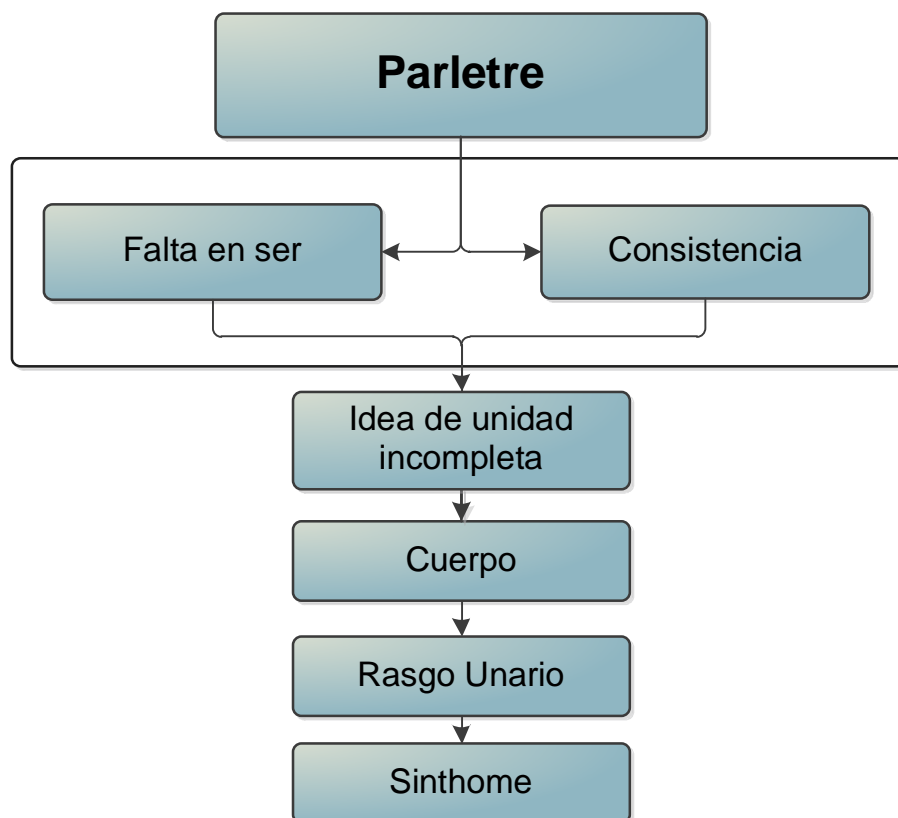 Parletre
Falta en ser
Consistencia
Idea de unidad
incompleta
Cuerpo
Rasgo Unario
Sinthome